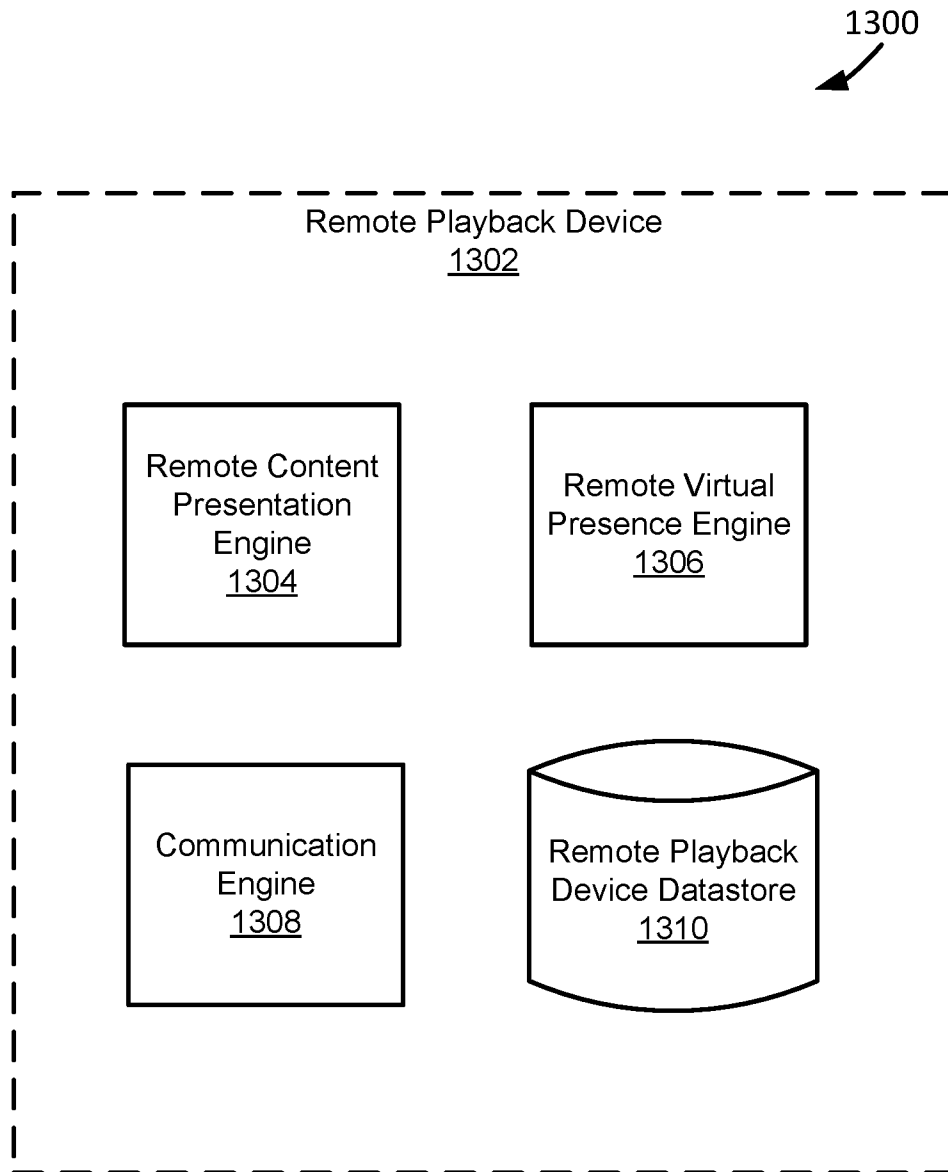 1300
Remote Playback Device
1302
Remote Content
Presentation
Engine
1304
Remote Virtual
Presence Engine
1306
Communication
Engine
1308
Remote Playback
Device Datastore
1310